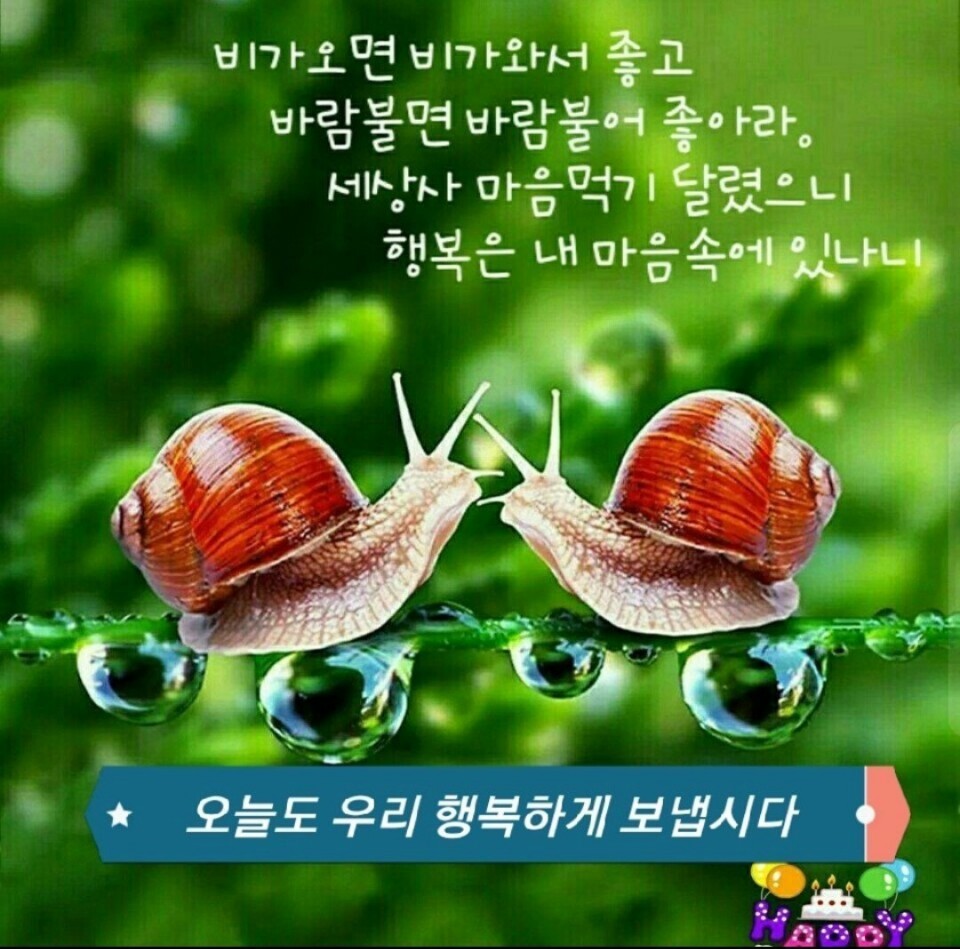 비가오면 비가와서 좋고
바람불면 바람불어 좋아라.
세상사 마음먹기 달렸으니
행복은 내 마음속에 있나니
오늘도 우리 행복하게 보냅시다
HAPPY